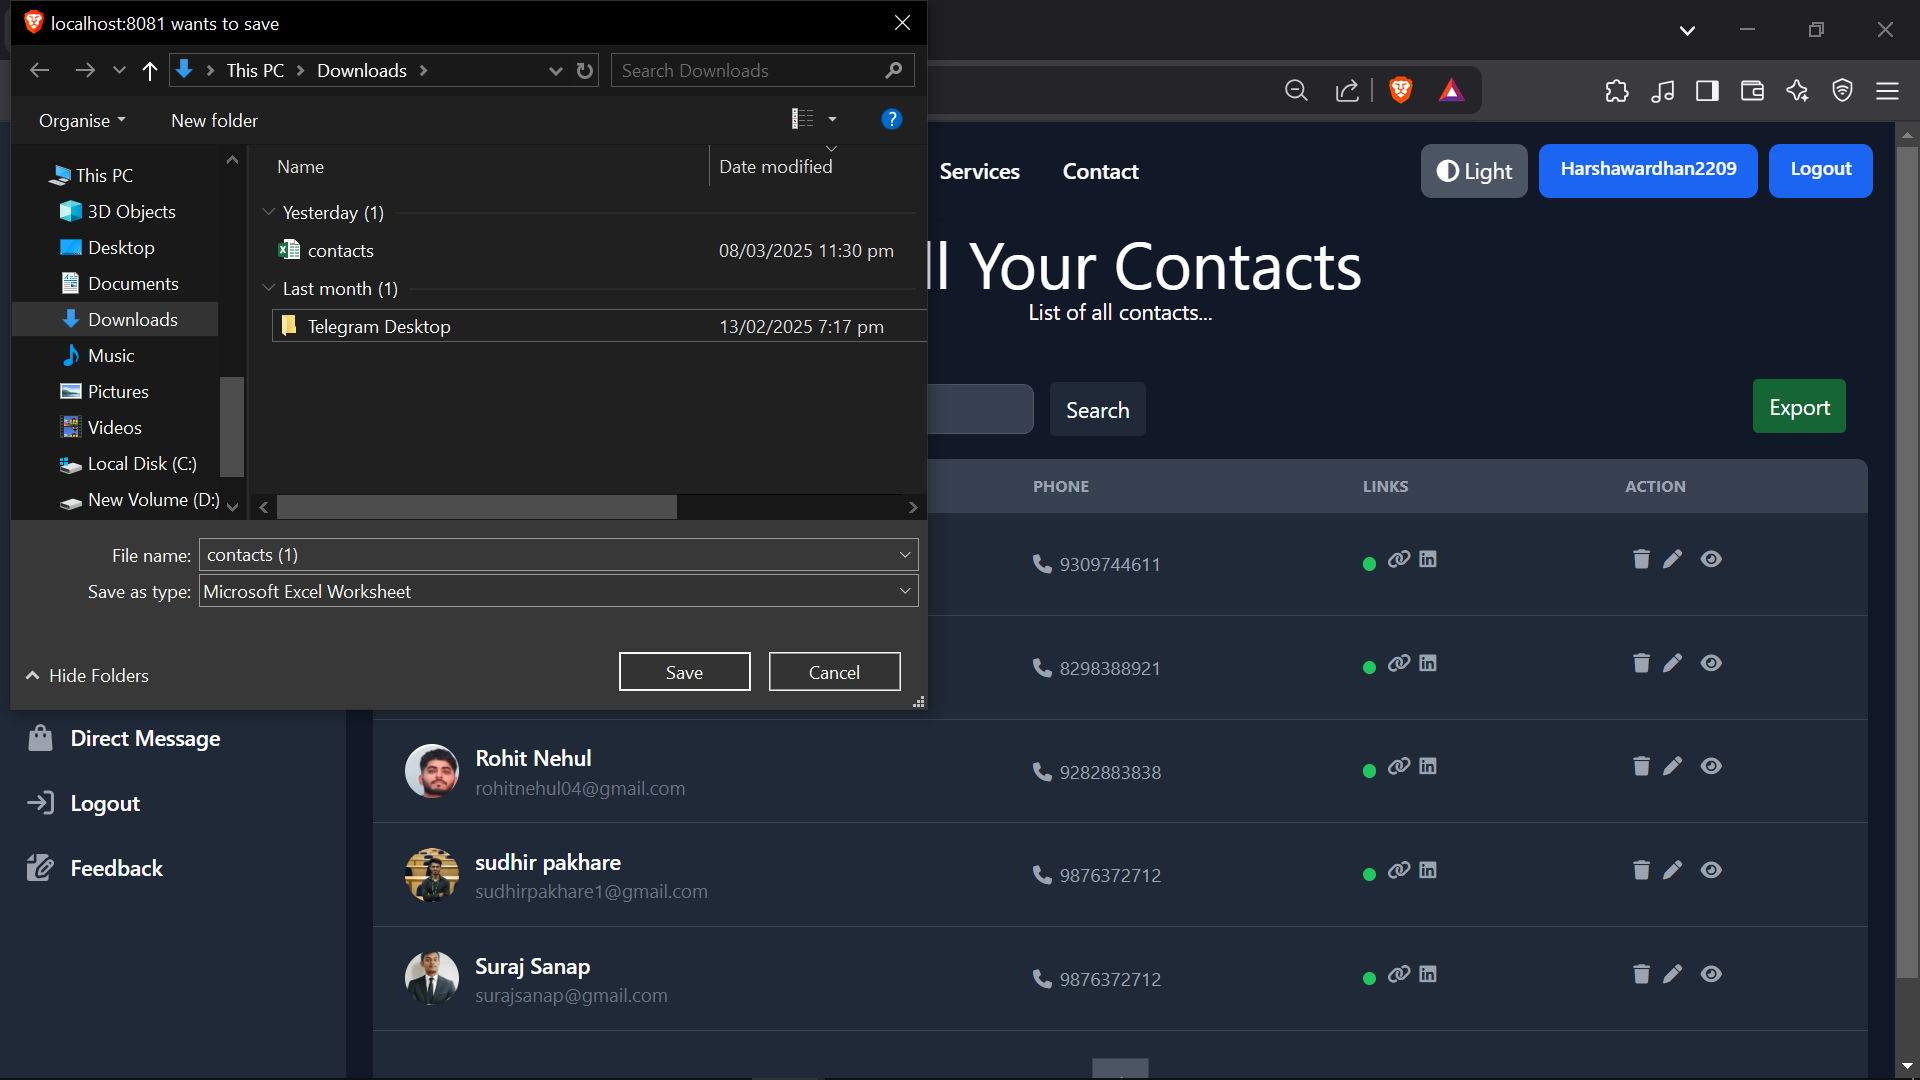 localhost:8081 wants to save
This PC
Downloads
Search Downloads
Organise
New folder
?
This PC
3D Objects
Desktop
Documents
Downloads
Music
Pictures
Videos
Local Disk (C:)
New Volume (D:)
Name
Date modified
Yesterday (1)
contacts
08/03/2025 11:30 pm
Last month (1)
Telegram Desktop
13/02/2025 7:17 pm
File name: contacts (1)
Save as type: Microsoft Excel Worksheet
Hide Folders
Save
Cancel
Services
Contact
Light
Harshawardhan2209
Logout
ll Your Contacts
List of all contacts...
Search
Export
PHONE
LINKS
ACTION
9309744611
8298388921
Direct Message
Logout
Feedback
Rohit Nehul
rohitnehul04@gmail.com
9282883838
sudhir pakhare
sudhirpakhare1@gmail.com
9876372712
Suraj Sanap
surajsanap@gmail.com
9876372712